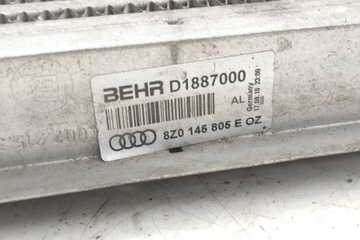 BEHR D1887000
AL
Germany
8Z0 145 805 E OZ